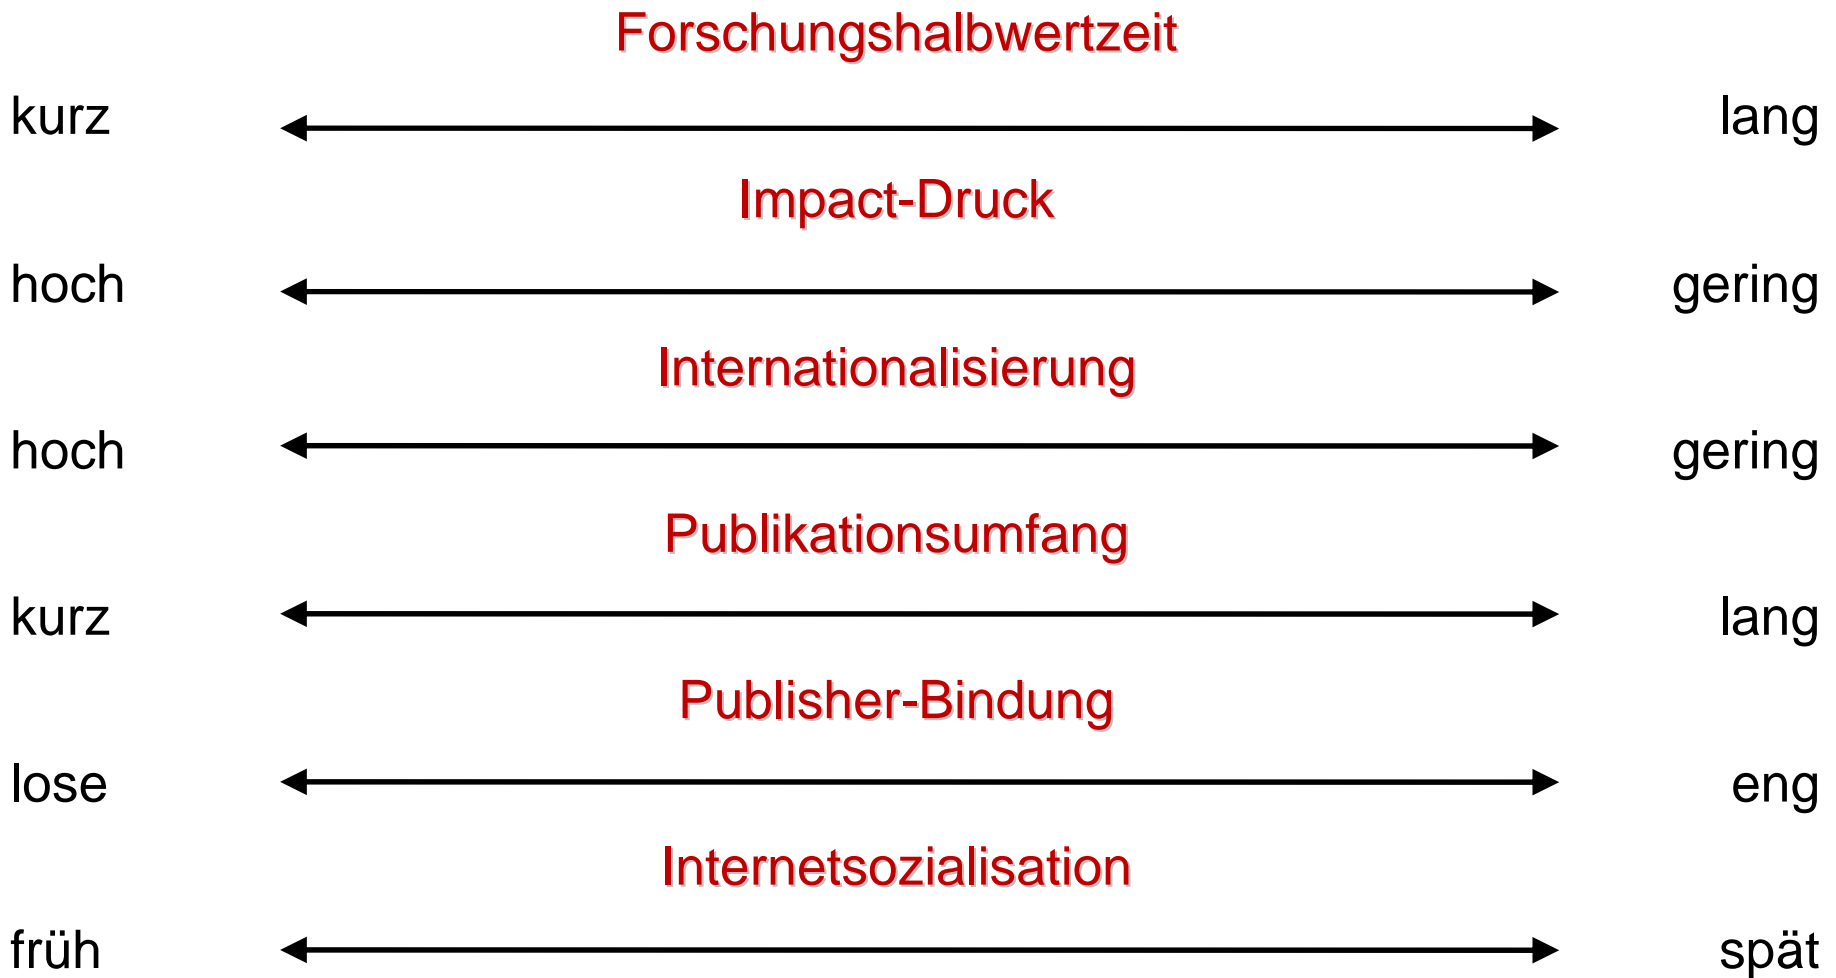 Forschungshalbwertzeit
kurz lang
Impact-Druck
hoch gering
Internationalisierung
hoch gering
Publikationsumfang
kurz lang
Publisher-Bindung
lose eng
Internetsozialisation
früh spät